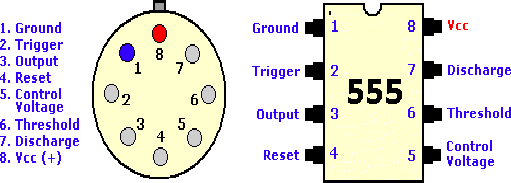 1. Ground
2. Trigger
3. Output
4. Reset
5. Control
Voltage
6. Threshold
7. Discharge
8. Vcc (+)
8
1
7
2
6
3
5
4
Ground
1
8
Vcc
Trigger
2
7
Discharge
555
Output
3
6
Threshold
Reset
4
5
Control
Voltage